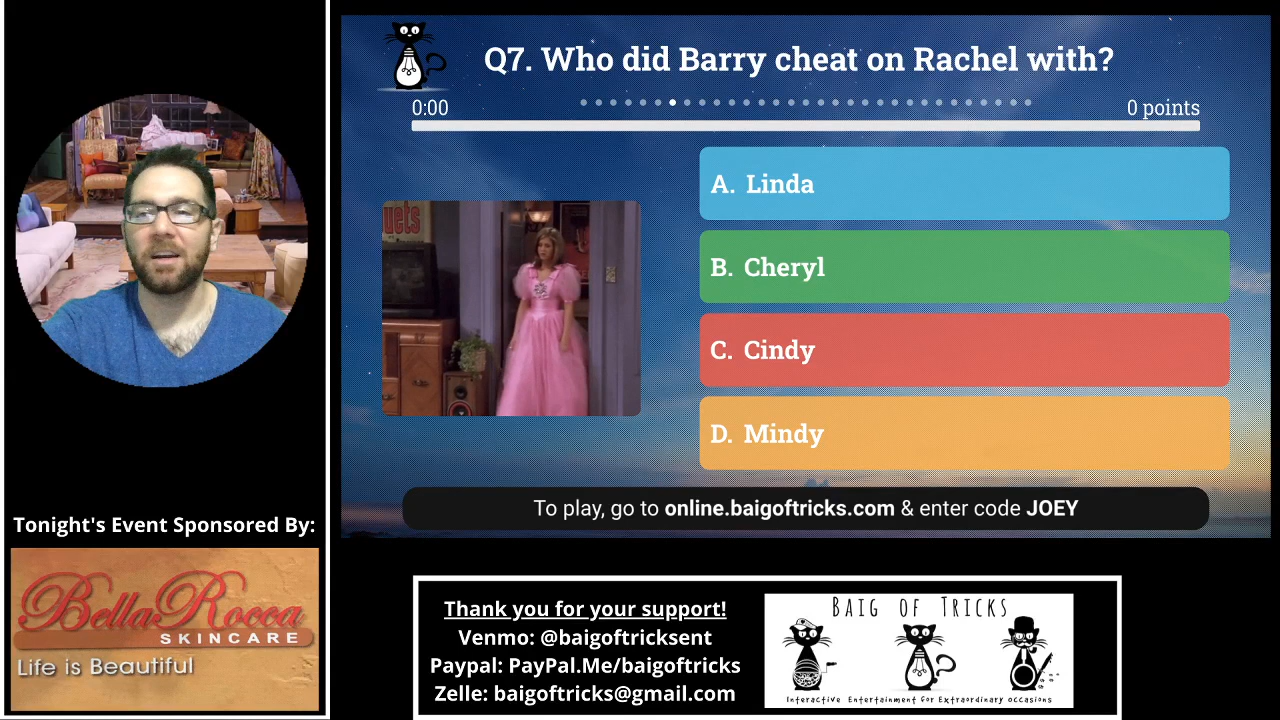 Q7. Who did Barry cheat on Rachel with?
0:00
0 points
uets
A. Linda
B. Cheryl
C. Cindy
D. Mindy
To play, go to online.baigoftricks.com & enter code JOEY
Tonight's Event Sponsored By:
BellaRocca
SKINCARE
Life is Beautiful
Thank you for your support!
Venmo: @baigoftricksent
Paypal: PayPal.Me/baigoftricks
Zelle: baigoftricks@gmail.com
BAIG OF TRICKS
Interactive Entertainment for Extraordinary occasions